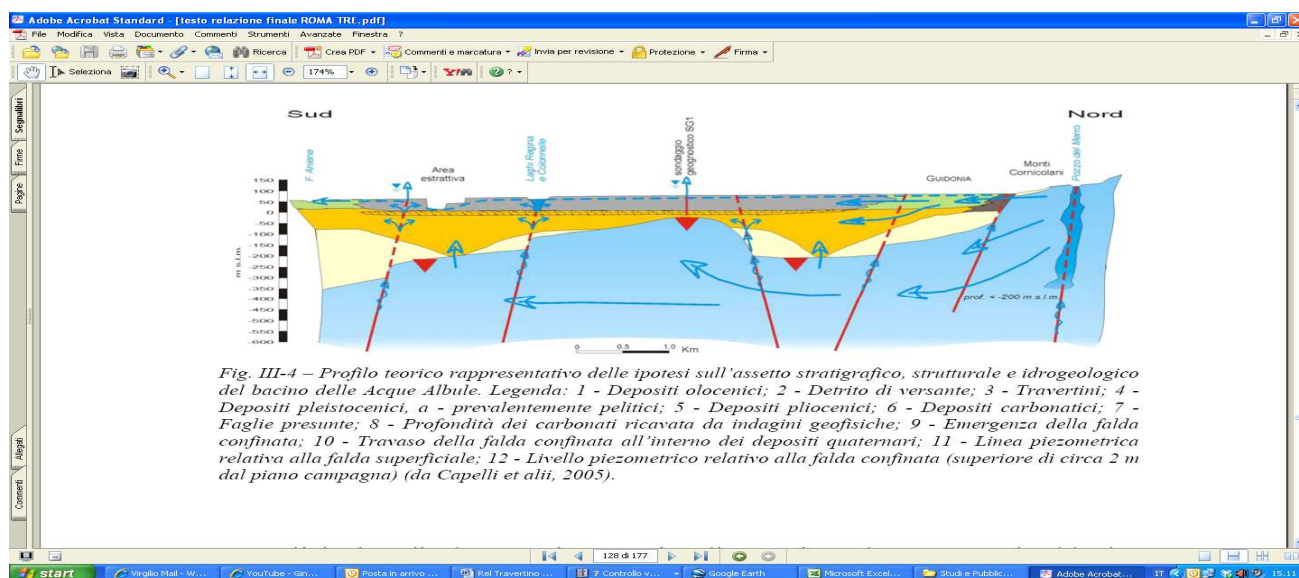 Adobe Acrobat Standard - [testo relazione finale ROMA TRE.pdf]
File Modifica Vista Documento Commenti Strumenti Avanzate Finestra ?
Ricerca Crea PDF Commenti e marcatura Invia per revisione Protezione Firma
Seleziona 174% ?
Segnalibri
Firme
Pagine
Allegati
Commenti
Sud
Nord
F. Aniene
Area
estrattiva
Laghi Regina
e Colonnelle
sondaggio
geognostico SG1
GUIDONIA
Monti
Cornicolani
Pozzo del Merro
150
100
50
0
-50
-100
-150
-200
-250
-300
-350
-400
-450
-500
-550
-600
m s.l.m.
prof. < -200 m s.l.m.
0 0.5 1.0 Km
Fig. III-4 – Profilo teorico rappresentativo delle ipotesi sull'assetto stratigrafico, strutturale e idrogeologico
del bacino delle Acque Albule. Legenda: 1 - Depositi olocenici; 2 - Detrito di versante; 3 - Travertini; 4 -
Depositi pleistocenici, a - prevalentemente pelitici; 5 - Depositi pliocenici; 6 - Depositi carbonatici; 7 -
Faglie presunte; 8 - Profondità dei carbonati ricavata da indagini geofisiche; 9 - Emergenza della falda
confinata; 10 - Travaso della falda confinata all'interno dei depositi quaternari; 11 - Linea piezometrica
relativa alla falda superficiale; 12 - Livello piezometrico relativo alla falda confinata (superiore di circa 2 m
dal piano campagna) (da Capelli et alii, 2005).
128 di 177
start Virgilio Mail - W... YouTube - Gin... Posta in arrivo ... Rel Travertino ... 7 Controllo v... Google Earth Microsoft Excel... Studi e Pubblic... Adobe Acrobat... IT 15.11